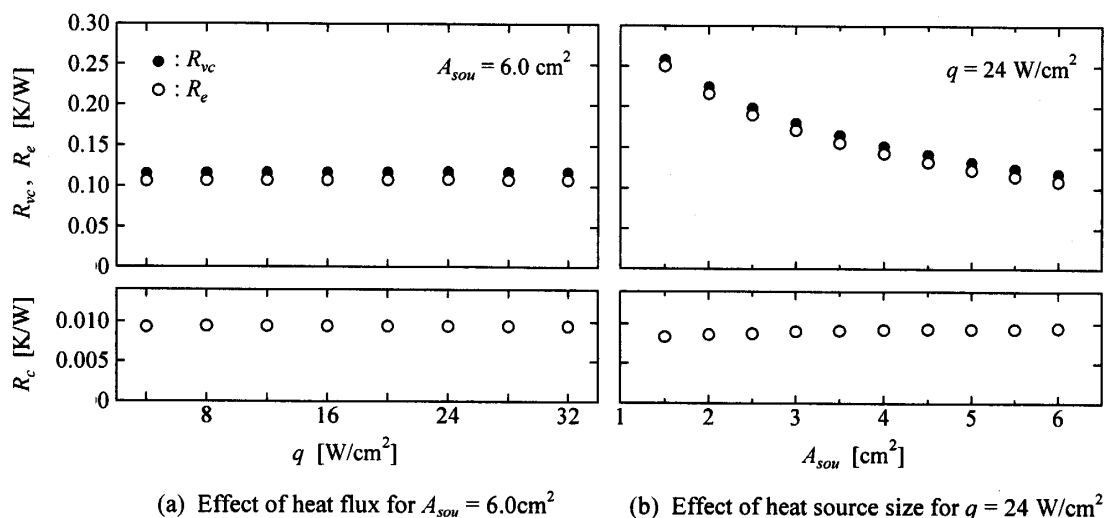 0.30
0.25
0.20
0.15
0.10
0.05
0
R_vc, R_e [K/W]
● : R_vc
○ : R_e
A_sou = 6.0 cm²
q = 24 W/cm²
0.010
0.005
0
R_c [K/W]
8 16 24 32
q [W/cm²]
1 2 3 4 5 6
A_sou [cm²]
(a) Effect of heat flux for A_sou = 6.0cm²
(b) Effect of heat source size for q = 24 W/cm²